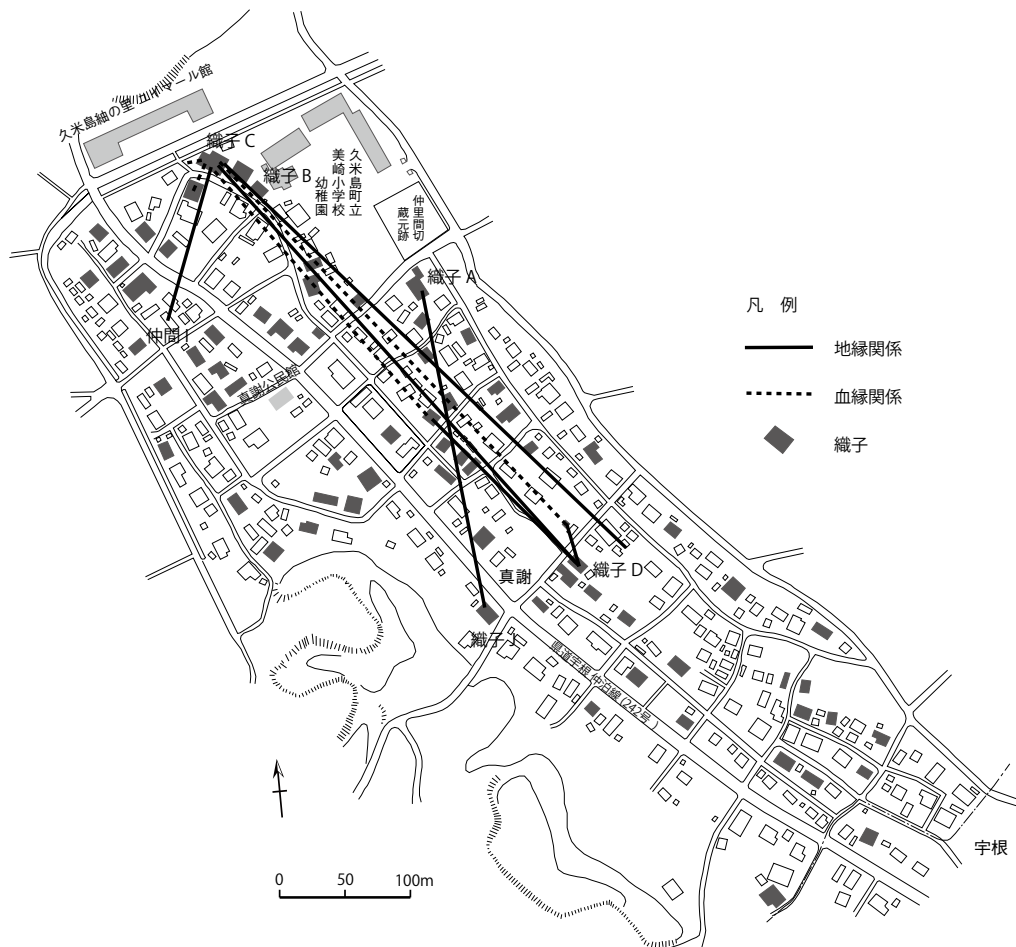 久米島紬の里 ユイマール館
織子 C
織子 B
久米島町立
美崎小学校
幼稚園
仲里間切
蔵元跡
織子 A
凡 例
地縁関係
血縁関係
織子
仲間 I
真謝公民館
真謝
織子 D
織子 J
県道宇根 仲泊線 (242号)
宇根
0 50 100m